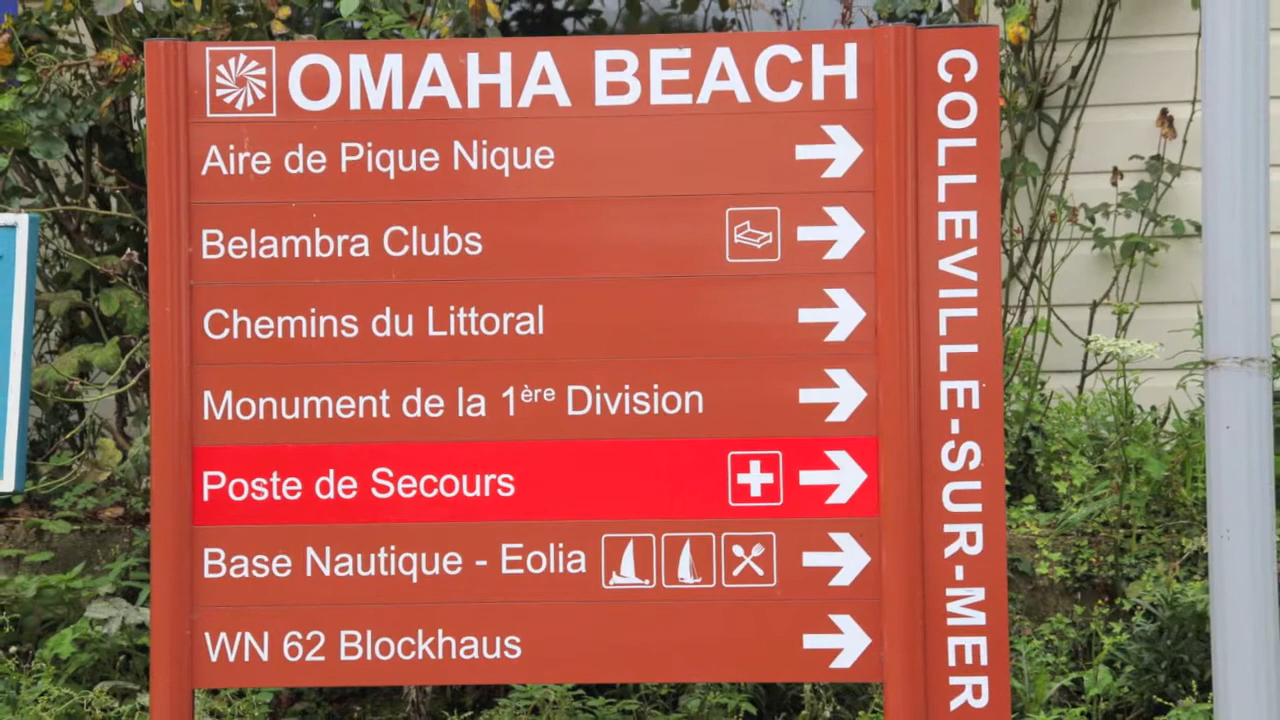 OMAHA BEACH
Aire de Pique Nique
Belambra Clubs
Chemins du Littoral
Monument de la 1ère Division
Poste de Secours
Base Nautique - Eolia
WN 62 Blockhaus
COLLEVILLE-SUR-MER